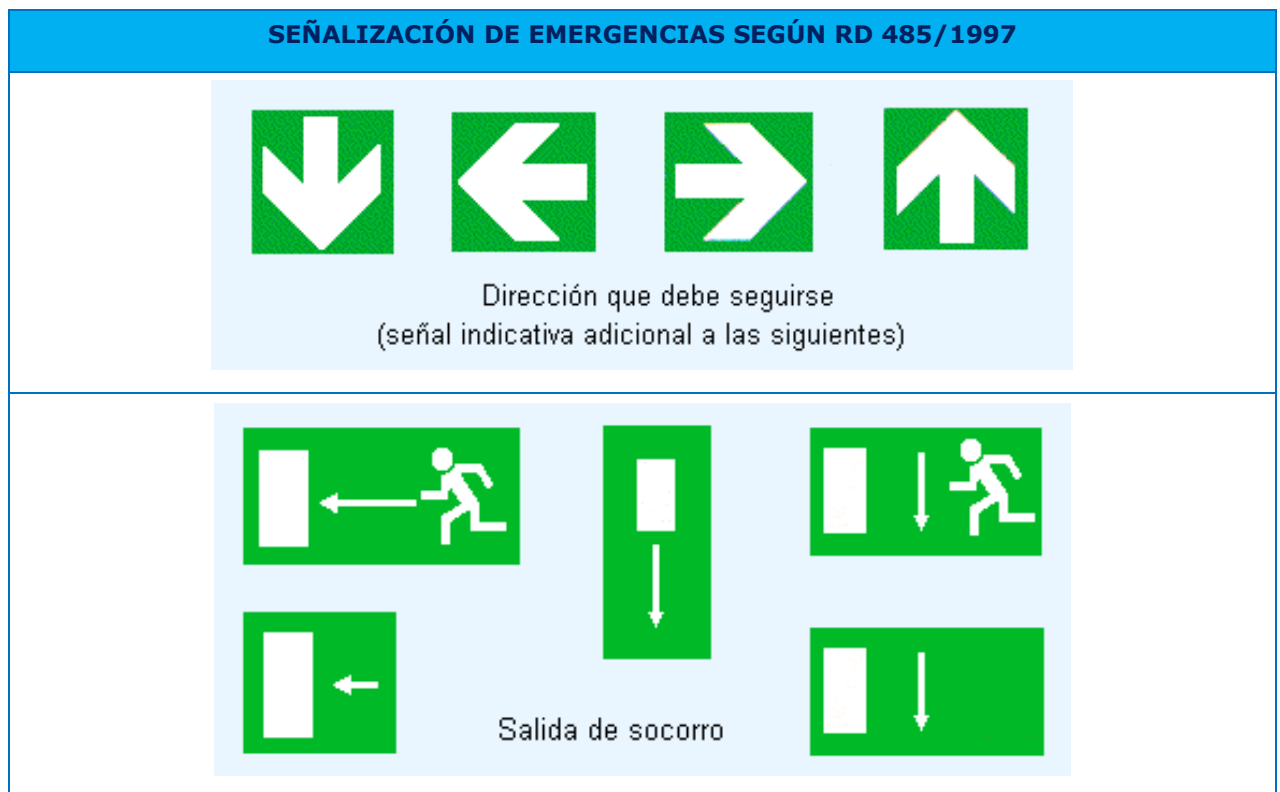 SEÑALIZACIÓN DE EMERGENCIAS SEGÚN RD 485/1997
Dirección que debe seguirse
(señal indicativa adicional a las siguientes)
Salida de socorro